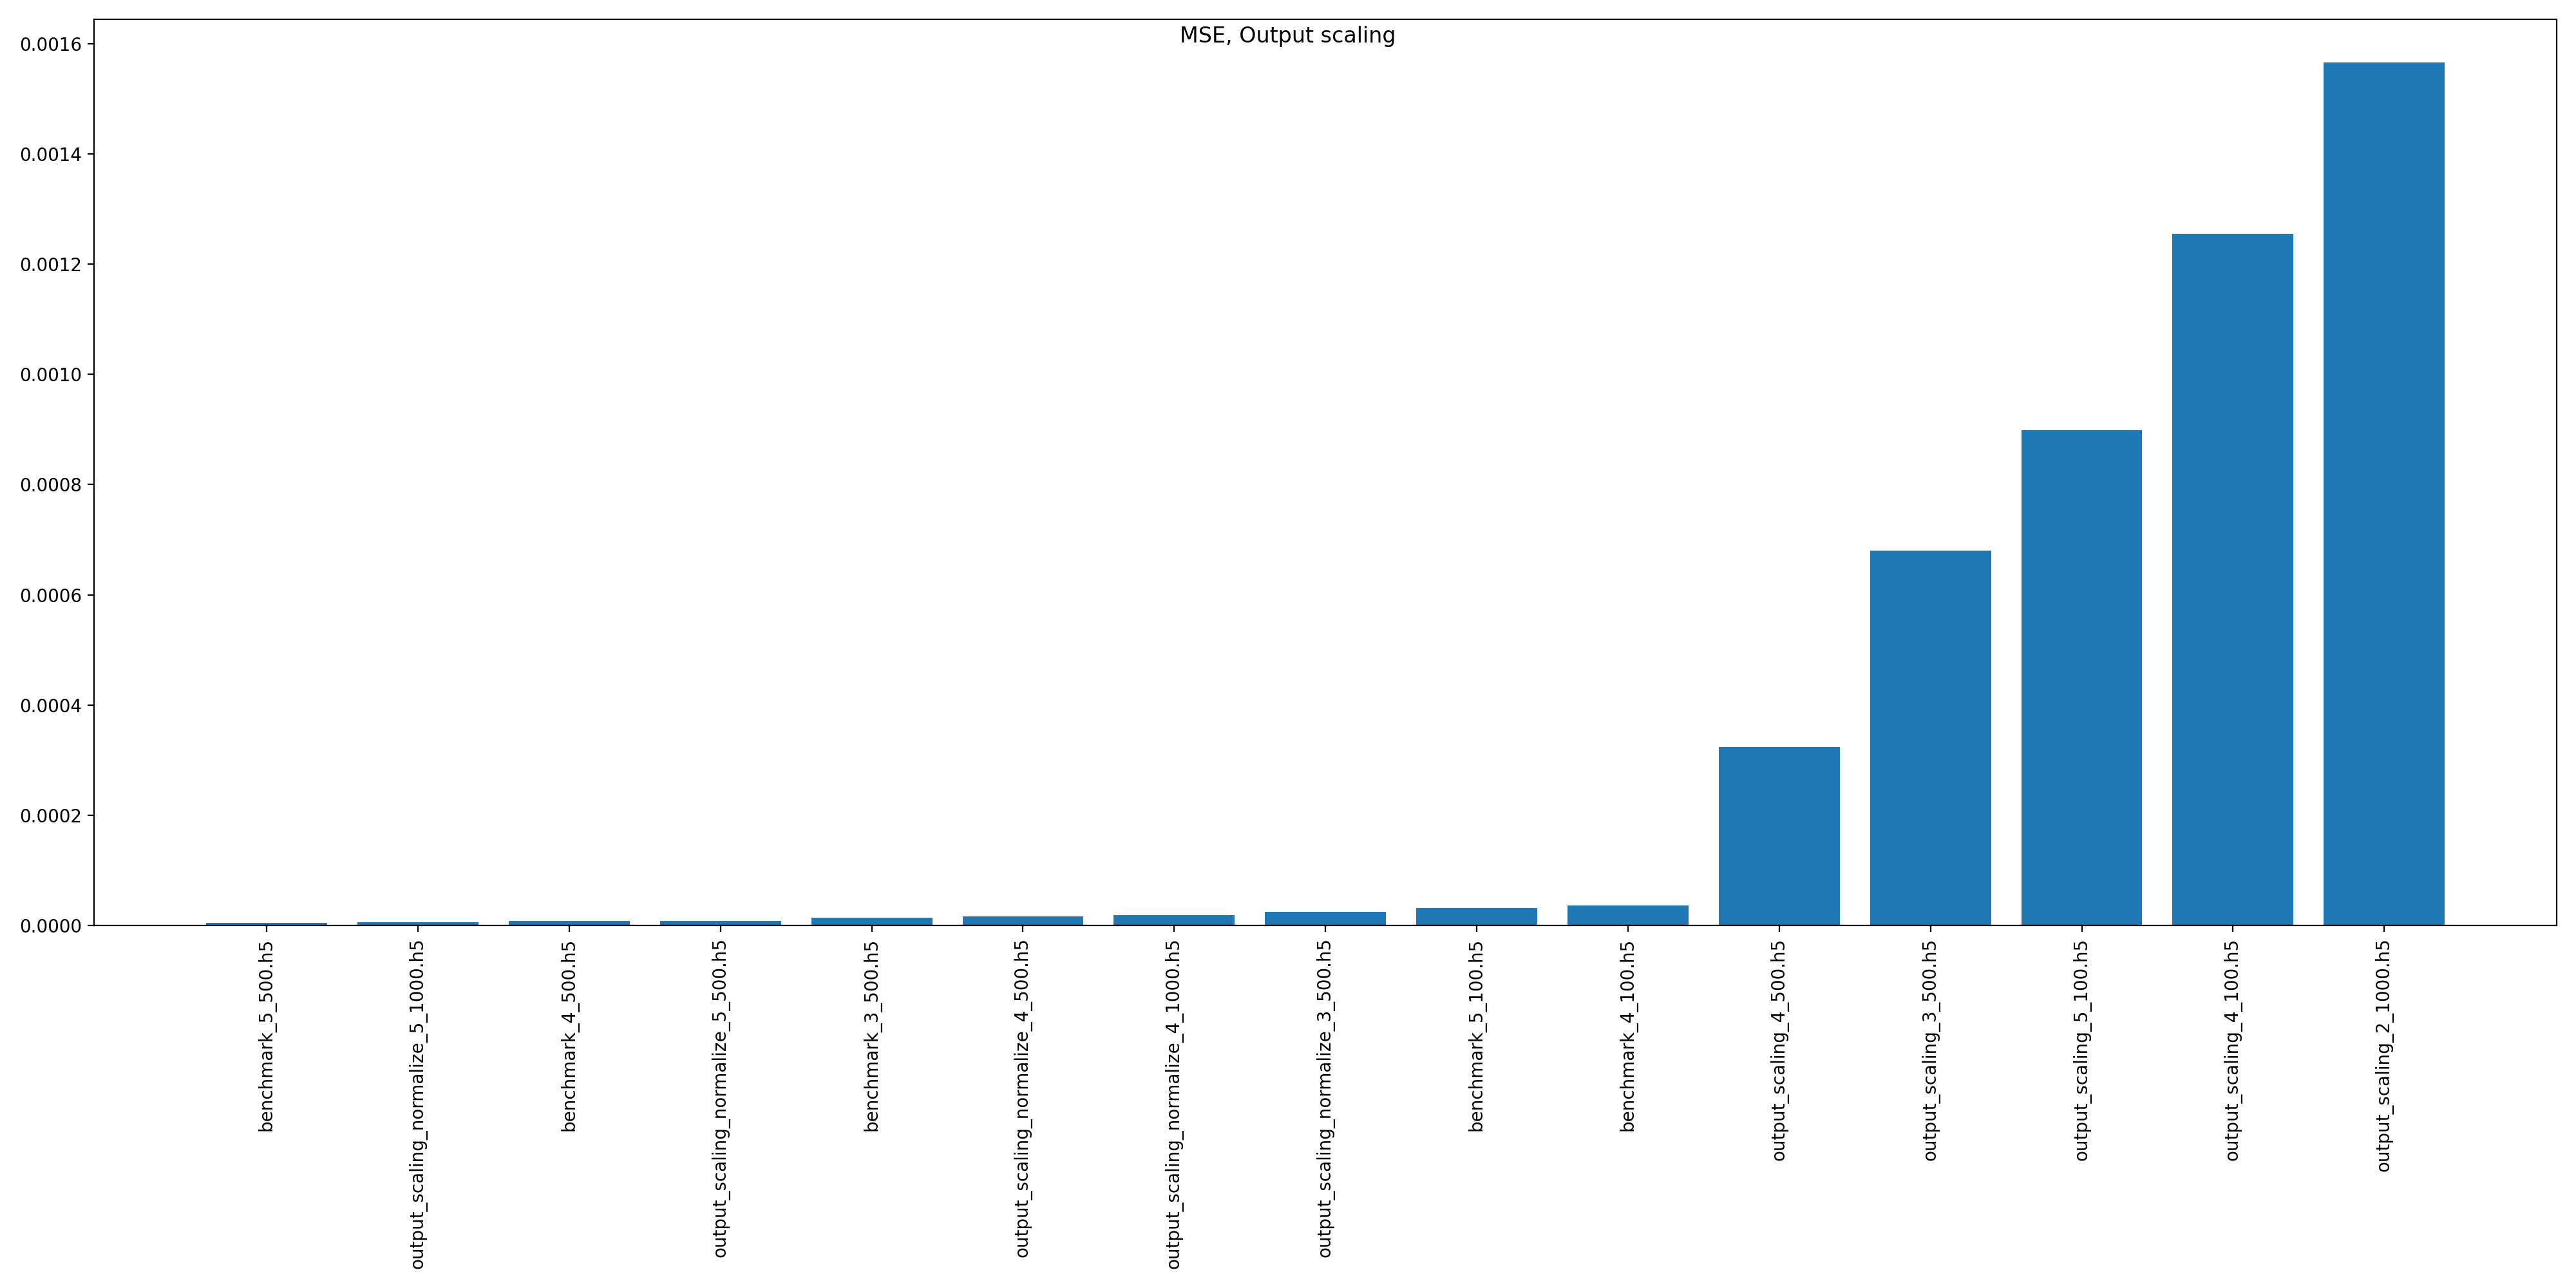 MSE, Output scaling
0.0016
0.0014
0.0012
0.0010
0.0008
0.0006
0.0004
0.0002
0.0000
benchmark_5_500.h5
output_scaling_normalize_5_1000.h5
benchmark_4_500.h5
output_scaling_normalize_5_500.h5
benchmark_3_500.h5
output_scaling_normalize_4_500.h5
output_scaling_normalize_4_1000.h5
output_scaling_normalize_3_500.h5
benchmark_5_100.h5
benchmark_4_100.h5
output_scaling_4_500.h5
output_scaling_3_500.h5
output_scaling_5_100.h5
output_scaling_4_100.h5
output_scaling_2_1000.h5